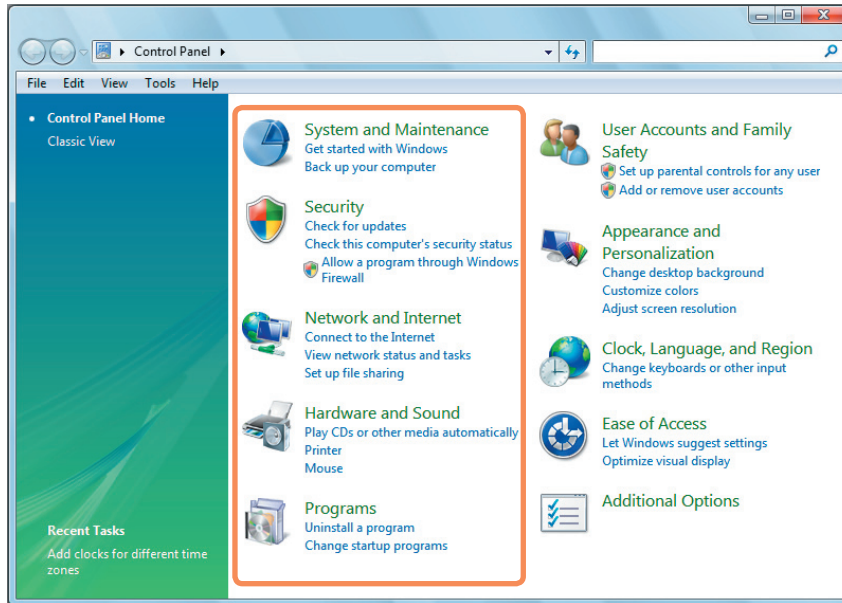 Control Panel
File Edit View Tools Help
Control Panel Home
Classic View
System and Maintenance
Get started with Windows
Back up your computer
Security
Check for updates
Check this computer's security status
Allow a program through Windows
Firewall
Network and Internet
Connect to the Internet
View network status and tasks
Set up file sharing
Hardware and Sound
Play CDs or other media automatically
Printer
Mouse
Programs
Uninstall a program
Change startup programs
User Accounts and Family
Safety
Set up parental controls for any user
Add or remove user accounts
Appearance and
Personalization
Change desktop background
Customize colors
Adjust screen resolution
Clock, Language, and Region
Change keyboards or other input
methods
Ease of Access
Let Windows suggest settings
Optimize visual display
Additional Options
Recent Tasks
Add clocks for different time
zones